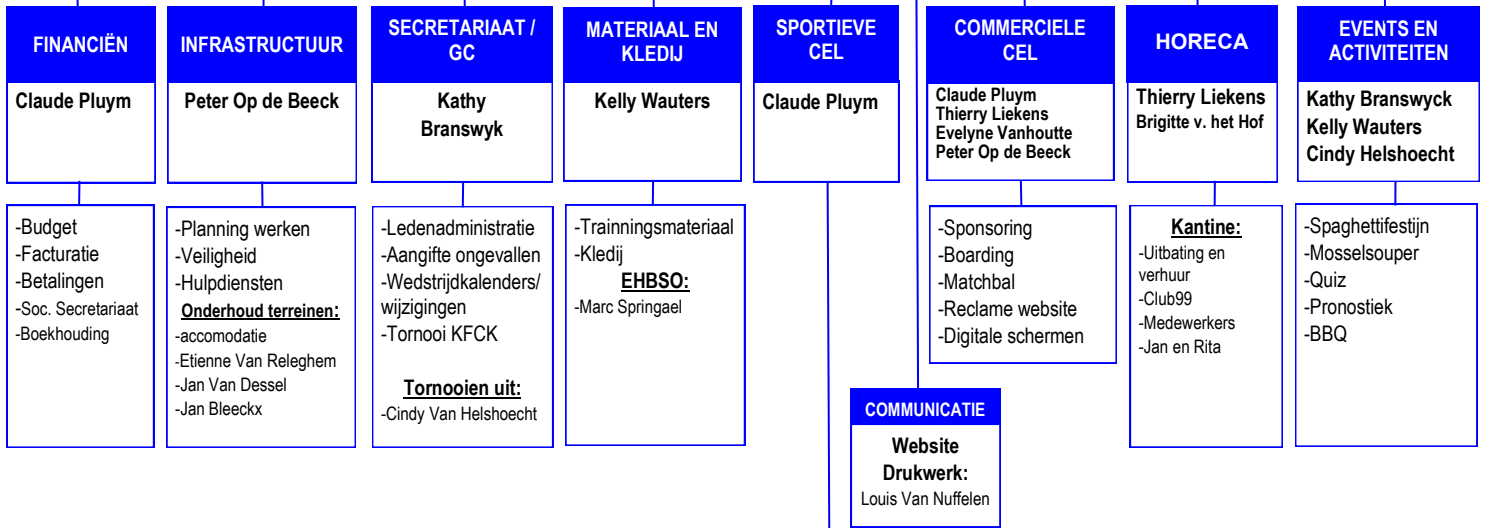 FINANCIËN
Claude Pluym
-Budget
-Facturatie
-Betalingen
-Soc. Secretariaat
-Boekhouding
INFRASTRUCTUUR
Peter Op de Beeck
-Planning werken
-Veiligheid
-Hulpdiensten
Onderhoud terreinen:
-accomodatie
-Etienne Van Releghem
-Jan Van Dessel
-Jan Bleeckx
SECRETARIAAT /
GC
Kathy
Branswyk
-Ledenadministratie
-Aangifte ongevallen
-Wedstrijdkalenders/
wijzigingen
-Tornooi KFCK
Tornooien uit:
-Cindy Van Helshoecht
MATERIAAL EN
KLEDIJ
Kelly Wauters
-Trainningsmateriaal
-Kledij
EHBSO:
-Marc Springael
SPORTIEVE
CEL
Claude Pluym
COMMERCIELE
CEL
Claude Pluym
Thierry Liekens
Evelyne Vanhoutte
Peter Op de Beeck
-Sponsoring
-Boarding
-Matchbal
-Reclame website
-Digitale schermen
COMMUNICATIE
Website
Drukwerk:
Louis Van Nuffelen
HORECA
Thierry Liekens
Brigitte v. het Hof
Kantine:
-Uitbating en
verhuur
-Club99
-Medewerkers
-Jan en Rita
EVENTS EN
ACTIVITEITEN
Kathy Branswyck
Kelly Wauters
Cindy Helshoecht
-Spaghettifestijn
-Mosselsouper
-Quiz
-Pronostiek
-BBQ